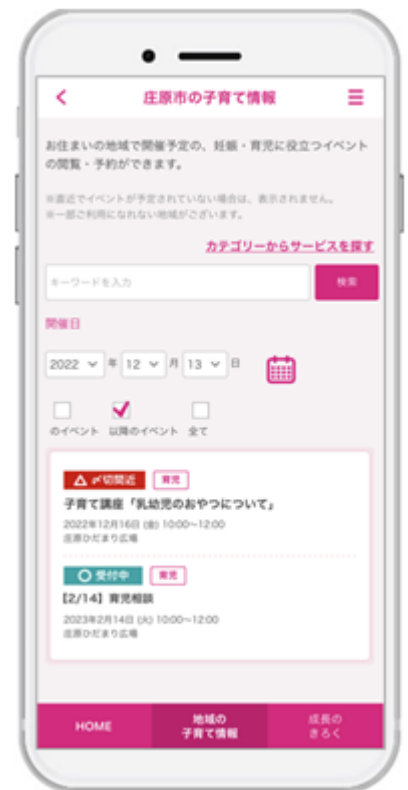 庄原市の子育て情報
お住まいの地域で開催予定の、妊娠・育児に役立つイベント
の閲覧・予約ができます。
※直近でイベントが予定されていない場合は、表示されません。
※一部ご利用になれない地域がございます。
カテゴリーからサービスを探す
キーワードを入力 検索
開催日
2022 年 12 月 13 日
のイベント 以降のイベント 全て
△ 〆切間近 育児
子育て講座「乳幼児のおやつについて」
2022年12月16日 (金) 10:00~12:00
庄原ひだまり広場
○ 受付中 育児
【2/14】育児相談
2023年2月14日 (火) 10:00~12:00
庄原ひだまり広場
HOME 地域の 成長の
子育て情報 きろく